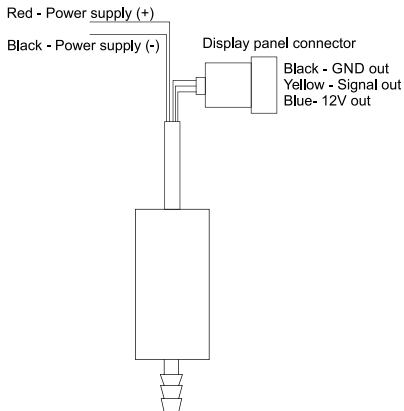 Red - Power supply (+)
Black - Power supply (-)
Display panel connector
Black - GND out
Yellow - Signal out
Blue- 12V out